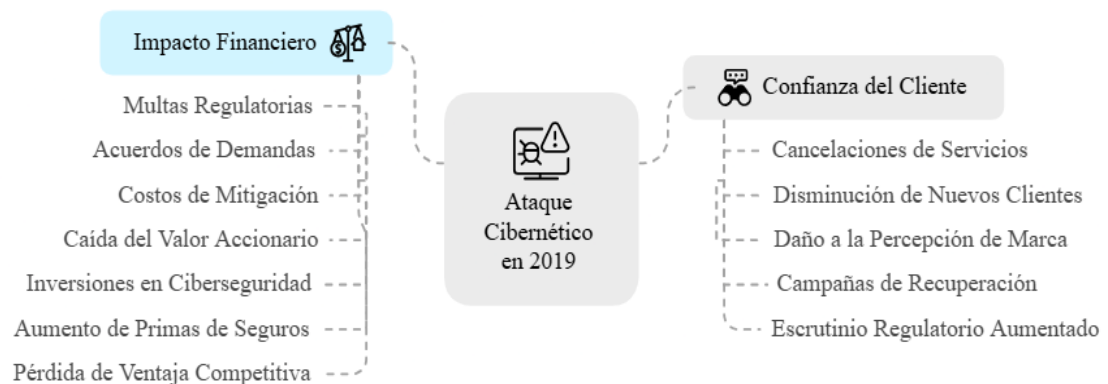 Impacto Financiero
Multas Regulatorias
Acuerdos de Demandas
Costos de Mitigación
Caída del Valor Accionario
Inversiones en Ciberseguridad
Aumento de Primas de Seguros
Pérdida de Ventaja Competitiva
Ataque
Cibernético
en 2019
Confianza del Cliente
Cancelaciones de Servicios
Disminución de Nuevos Clientes
Daño a la Percepción de Marca
Campañas de Recuperación
Escrutinio Regulatorio Aumentado